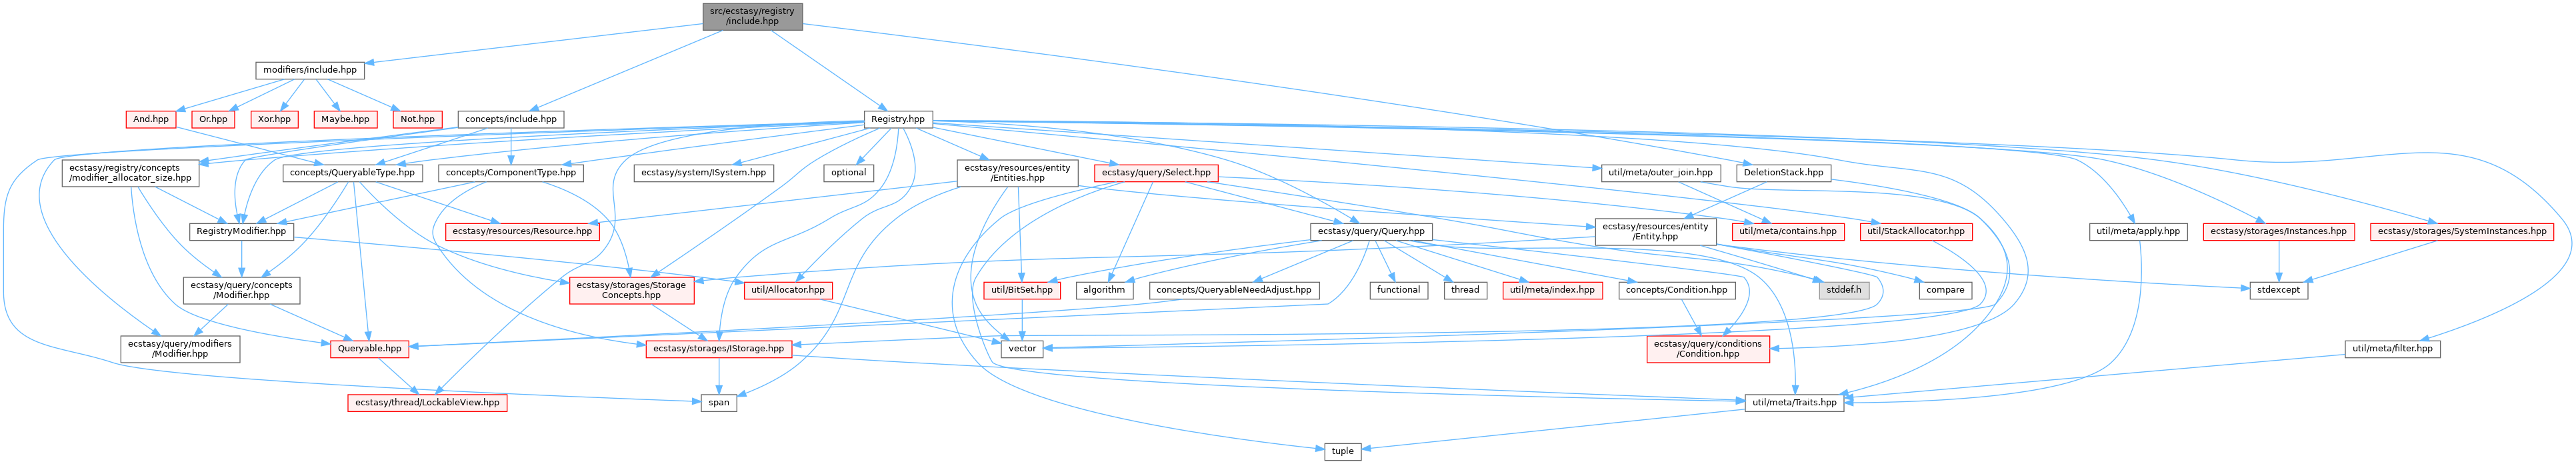 src/ecstasy/registry
/include.hpp
modifiers/include.hpp
And.hpp
Or.hpp
Xor.hpp
Maybe.hpp
Not.hpp
concepts/include.hpp
Registry.hpp
ecstasy/registry/concepts
/modifier_allocator_size.hpp
concepts/QueryableType.hpp
concepts/ComponentType.hpp
ecstasy/system/ISystem.hpp
optional
ecstasy/resources/entity
/Entities.hpp
ecstasy/query/Select.hpp
util/meta/outer_join.hpp
DeletionStack.hpp
RegistryModifier.hpp
ecstasy/resources/Resource.hpp
ecstasy/query/Query.hpp
ecstasy/resources/entity
/Entity.hpp
util/meta/contains.hpp
util/StackAllocator.hpp
util/meta/apply.hpp
ecstasy/storages/Instances.hpp
ecstasy/storages/SystemInstances.hpp
ecstasy/query/concepts
/Modifier.hpp
ecstasy/storages/Storage
Concepts.hpp
util/Allocator.hpp
util/BitSet.hpp
algorithm
concepts/QueryableNeedAdjust.hpp
functional
thread
util/meta/index.hpp
concepts/Condition.hpp
stddef.h
compare
stdexcept
ecstasy/query/modifiers
/Modifier.hpp
Queryable.hpp
ecstasy/storages/IStorage.hpp
vector
ecstasy/query/conditions
/Condition.hpp
util/meta/filter.hpp
ecstasy/thread/LockableView.hpp
span
util/meta/Traits.hpp
tuple